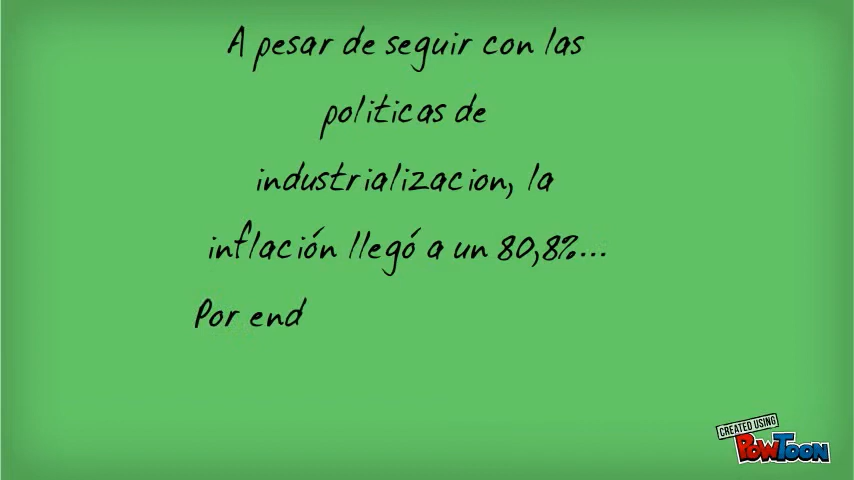 A pesar de seguir con las
politicas de
industrializacion, la
inflación llegó a un 80,8%...
Por end
CREATED USING
POWTOON